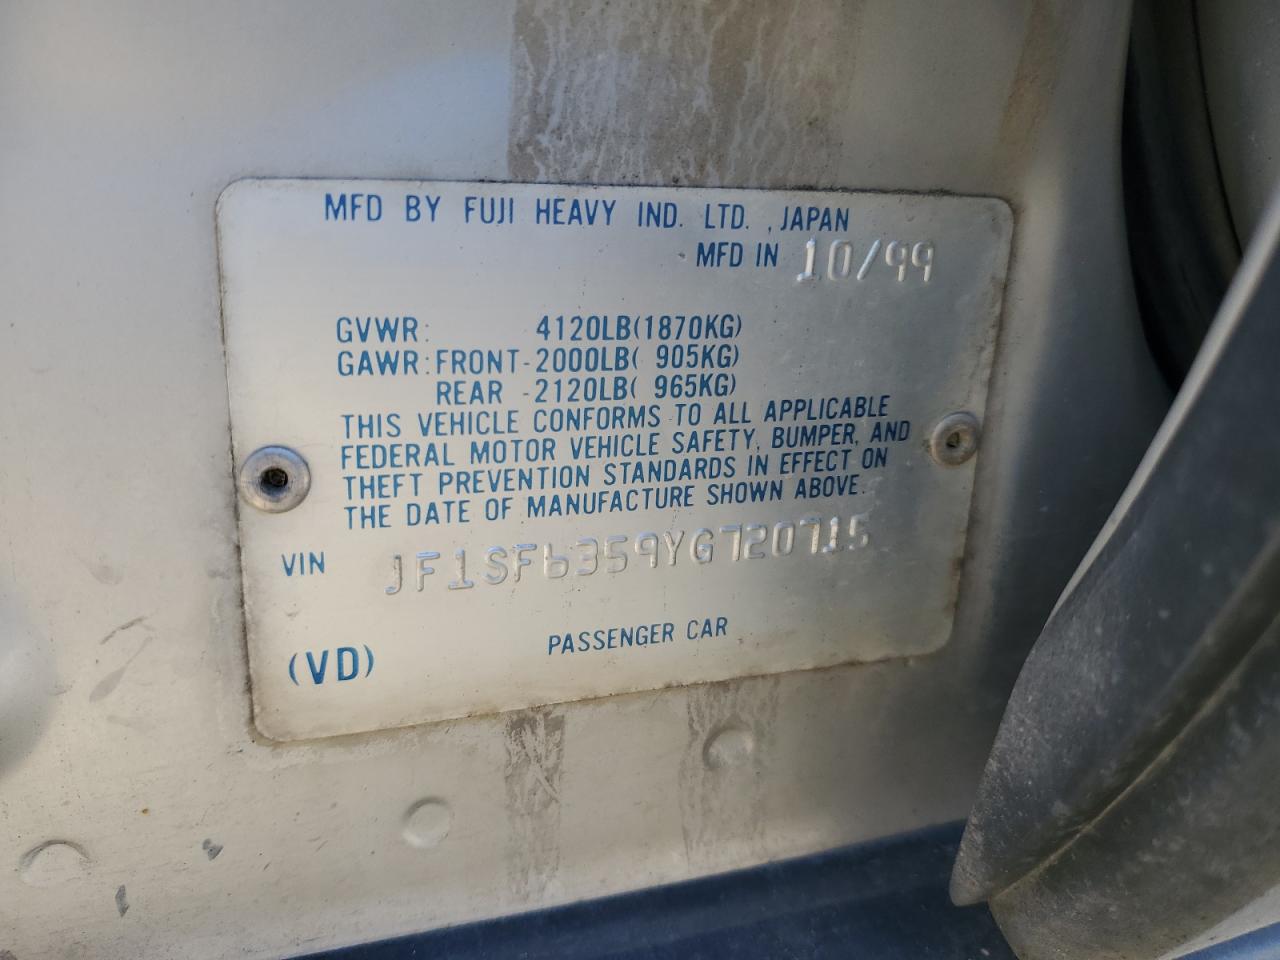 MFD BY FUJI HEAVY IND. LTD. , JAPAN
MFD IN 10/99
GVWR: 4120LB(1870KG)
GAWR: FRONT-2000LB( 905KG)
REAR -2120LB( 965KG)
THIS VEHICLE CONFORMS TO ALL APPLICABLE
FEDERAL MOTOR VEHICLE SAFETY, BUMPER, AND
THEFT PREVENTION STANDARDS IN EFFECT ON
THE DATE OF MANUFACTURE SHOWN ABOVE.
VIN JF1SF6359YG720715
PASSENGER CAR
(VD)